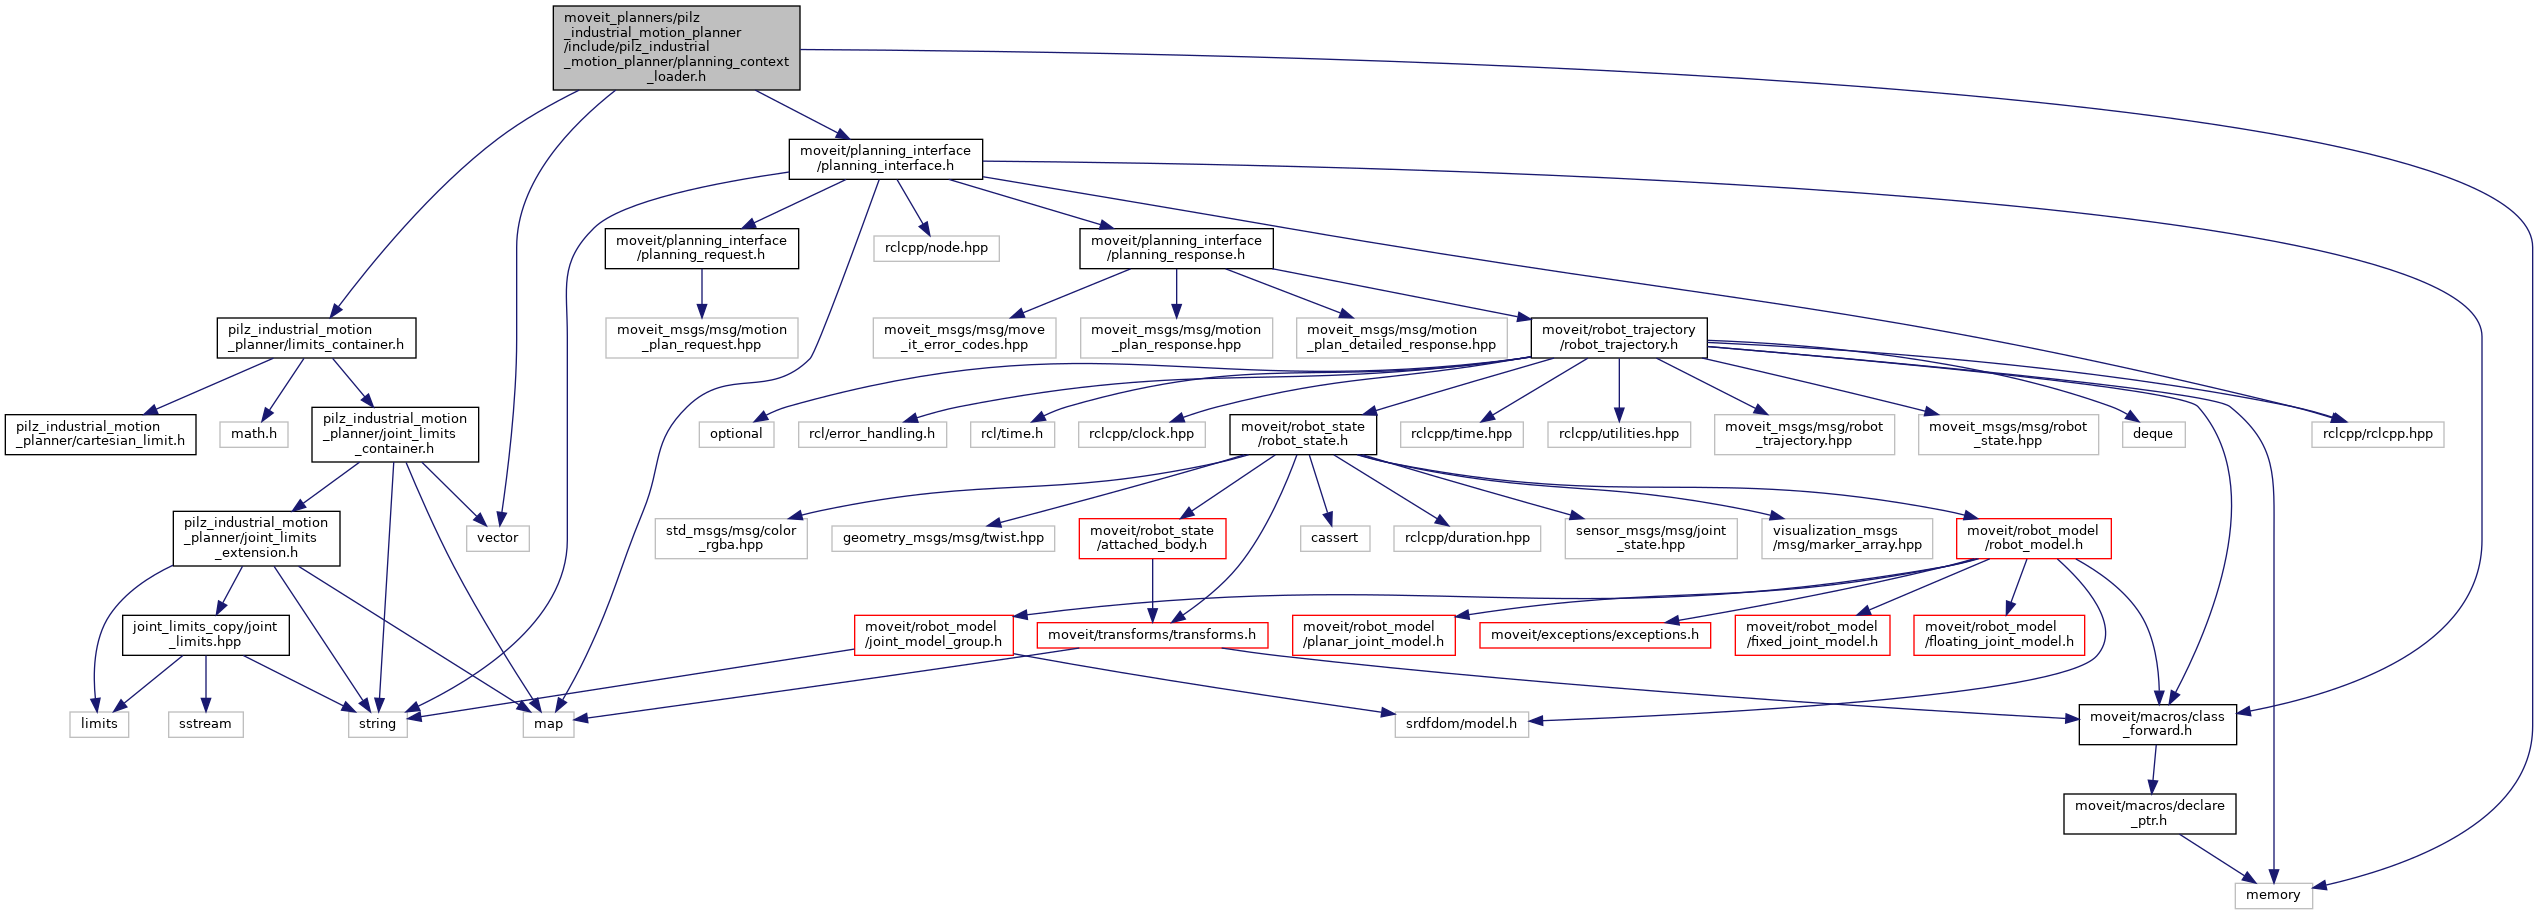 moveit_planners/pilz
_industrial_motion_planner
/include/pilz_industrial
_motion_planner/planning_context
_loader.h
moveit/planning_interface
/planning_interface.h
moveit/planning_interface
/planning_request.h
rclcpp/node.hpp
moveit/planning_interface
/planning_response.h
pilz_industrial_motion
_planner/limits_container.h
moveit_msgs/msg/motion
_plan_request.hpp
moveit_msgs/msg/move
_it_error_codes.hpp
moveit_msgs/msg/motion
_plan_response.hpp
moveit_msgs/msg/motion
_plan_detailed_response.hpp
moveit/robot_trajectory
/robot_trajectory.h
pilz_industrial_motion
_planner/cartesian_limit.h
math.h
pilz_industrial_motion
_planner/joint_limits
_container.h
optional
rcl/error_handling.h
rcl/time.h
rclcpp/clock.hpp
moveit/robot_state
/robot_state.h
rclcpp/time.hpp
rclcpp/utilities.hpp
moveit_msgs/msg/robot
_trajectory.hpp
moveit_msgs/msg/robot
_state.hpp
deque
rclcpp/rclcpp.hpp
pilz_industrial_motion
_planner/joint_limits
_extension.h
vector
std_msgs/msg/color
_rgba.hpp
geometry_msgs/msg/twist.hpp
moveit/robot_state
/attached_body.h
cassert
rclcpp/duration.hpp
sensor_msgs/msg/joint
_state.hpp
visualization_msgs
/msg/marker_array.hpp
moveit/robot_model
/robot_model.h
joint_limits_copy/joint
_limits.hpp
moveit/robot_model
/joint_model_group.h
moveit/transforms/transforms.h
moveit/robot_model
/planar_joint_model.h
moveit/exceptions/exceptions.h
moveit/robot_model
/fixed_joint_model.h
moveit/robot_model
/floating_joint_model.h
limits
sstream
string
map
srdfdom/model.h
moveit/macros/class
_forward.h
moveit/macros/declare
_ptr.h
memory